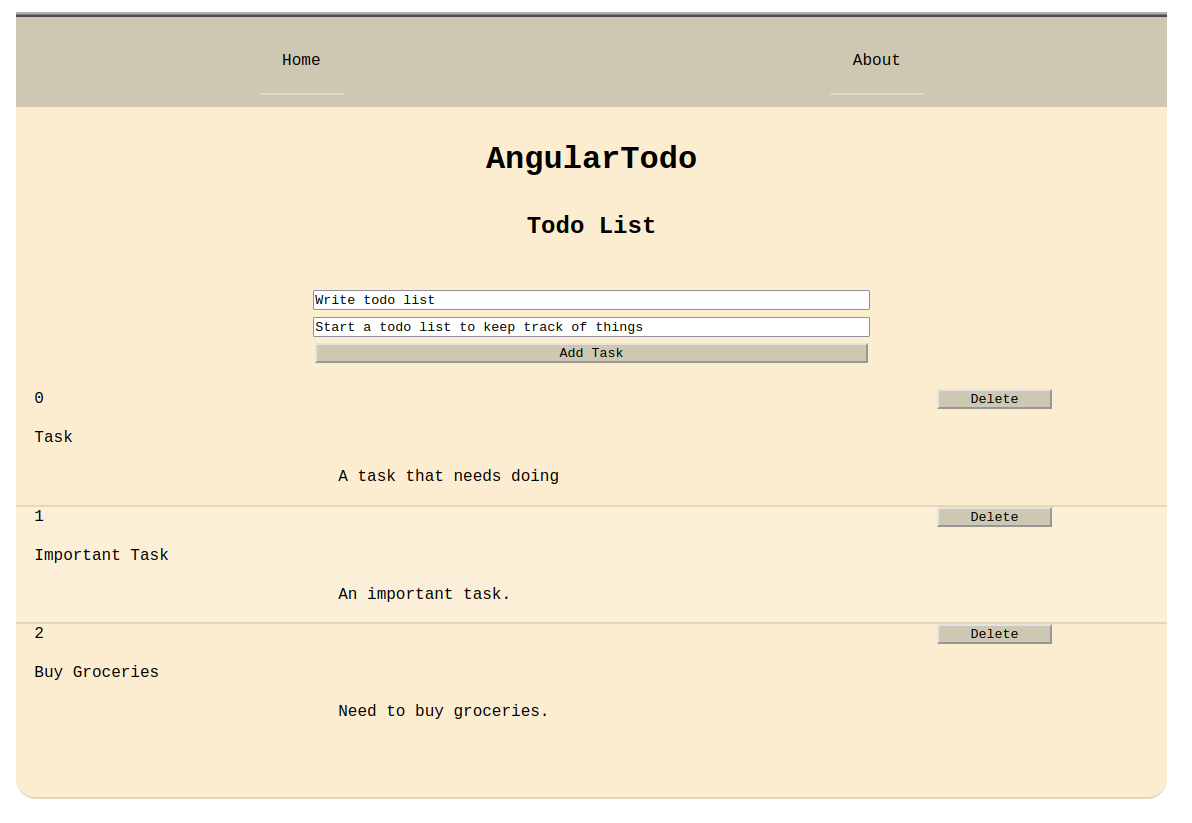 Home About
AngularTodo
Todo List
Write todo list
Start a todo list to keep track of things
Add Task
0 Delete
Task
A task that needs doing
1 Delete
Important Task
An important task.
2 Delete
Buy Groceries
Need to buy groceries.